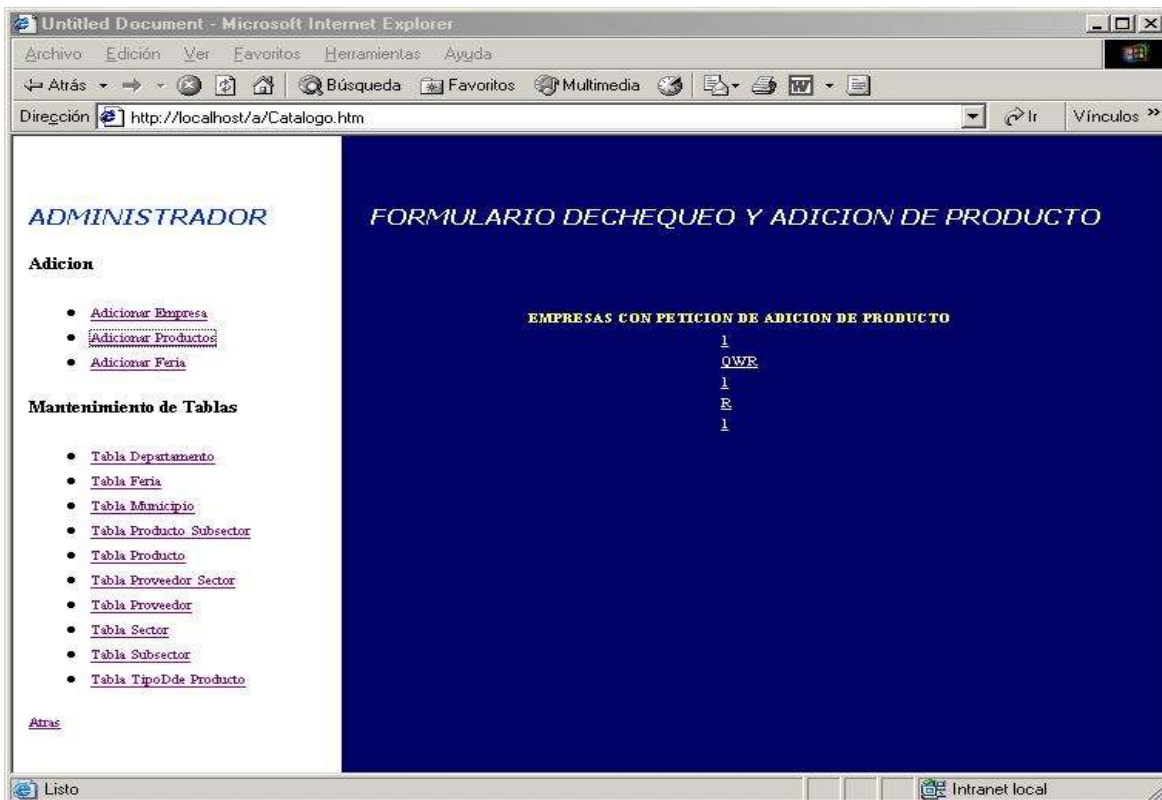 Untitled Document - Microsoft Internet Explorer
Archivo Edición Ver Favoritos Herramientas Ayuda
Atrás Búsqueda Favoritos Multimedia
Dirección http://localhost/a/Catalogo.htm Ir Vínculos »
ADMINISTRADOR
Adicion
Adicionar Empresa
Adicionar Productos
Adicionar Feria
Mantenimiento de Tablas
Tabla Departamento
Tabla Feria
Tabla Municipio
Tabla Producto Subsector
Tabla Producto
Tabla Proveedor Sector
Tabla Proveedor
Tabla Sector
Tabla Subsector
Tabla TipoDde Producto
Atras
FORMULARIO DECHEQUEO Y ADICION DE PRODUCTO
EMPRESAS CON PETICION DE ADICION DE PRODUCTO
1
QWR
1
R
1
Listo Intranet local